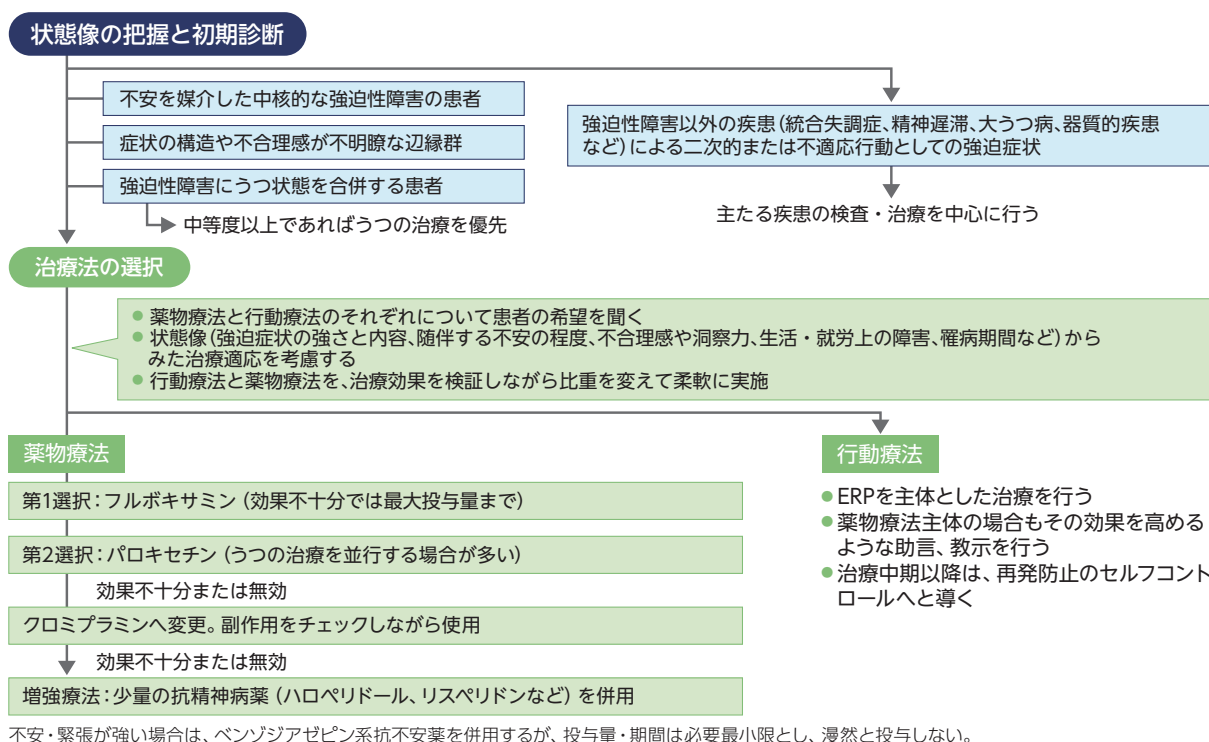 状態像の把握と初期診断
不安を媒介した中核的な強迫性障害の患者
症状の構造や不合理感が不明瞭な辺縁群
強迫性障害にうつ状態を合併する患者
中等度以上であればうつの治療を優先
強迫性障害以外の疾患(統合失調症、精神遅滞、大うつ病、器質的疾患
など)による二次的または不適応行動としての強迫症状
主たる疾患の検査・治療を中心に行う
治療法の選択
● 薬物療法と行動療法のそれぞれについて患者の希望を聞く
● 状態像(強迫症状の強さと内容、随伴する不安の程度、不合理感や洞察力、生活・就労上の障害、罹病期間など)から
みた治療適応を考慮する
● 行動療法と薬物療法を、治療効果を検証しながら比重を変えて柔軟に実施
薬物療法
第1選択:フルボキサミン(効果不十分では最大投与量まで)
第2選択:パロキセチン(うつの治療を並行する場合が多い)
効果不十分または無効
クロミプラミンへ変更。副作用をチェックしながら使用
効果不十分または無効
増強療法:少量の抗精神病薬(ハロペリドール、リスペリドンなど)を併用
行動療法
● ERPを主体とした治療を行う
● 薬物療法主体の場合もその効果を高める
ような助言、教示を行う
● 治療中期以降は、再発防止のセルフコント
ロールへと導く
不安・緊張が強い場合は、ベンゾジアゼピン系抗不安薬を併用するが、投与量・期間は必要最小限とし、漫然と投与しない。